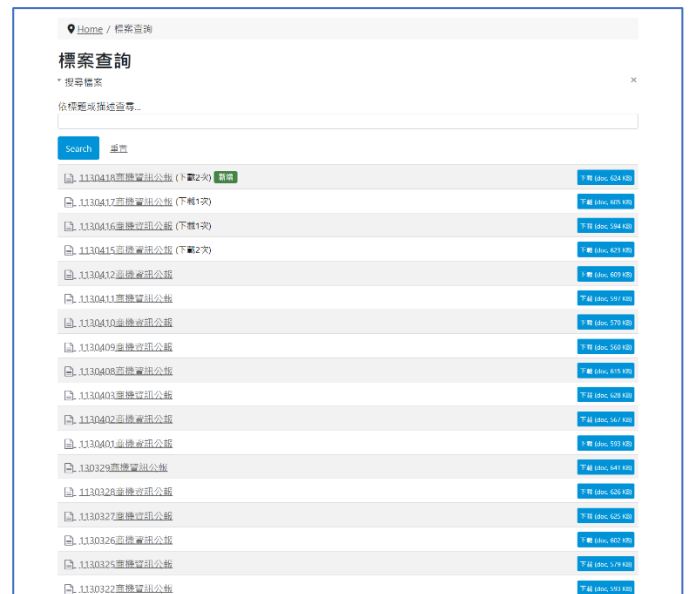 Home / 標案查詢
標案查詢
* 搜尋檔案 ×
依標題或描述查尋...
Search 重置
1130418商機資訊公報 (下載2次) 新增 下載 (doc, 624 KB)
1130417商機資訊公報 (下載1次) 下載 (doc, 605 KB)
1130416商機資訊公報 (下載1次) 下載 (doc, 594 KB)
1130415商機資訊公報 (下載2次) 下載 (doc, 623 KB)
1130412商機資訊公報 下載 (doc, 609 KB)
1130411商機資訊公報 下載 (doc, 597 KB)
1130410商機資訊公報 下載 (doc, 570 KB)
1130409商機資訊公報 下載 (doc, 560 KB)
1130408商機資訊公報 下載 (doc, 615 KB)
1130403商機資訊公報 下載 (doc, 628 KB)
1130402商機資訊公報 下載 (doc, 567 KB)
1130401商機資訊公報 下載 (doc, 593 KB)
130329商機資訊公報 下載 (doc, 641 KB)
1130328商機資訊公報 下載 (doc, 626 KB)
1130327商機資訊公報 下載 (doc, 625 KB)
1130326商機資訊公報 下載 (doc, 602 KB)
1130325商機資訊公報 下載 (doc, 579 KB)
1130322商機資訊公報 下載 (doc, 593 KB)